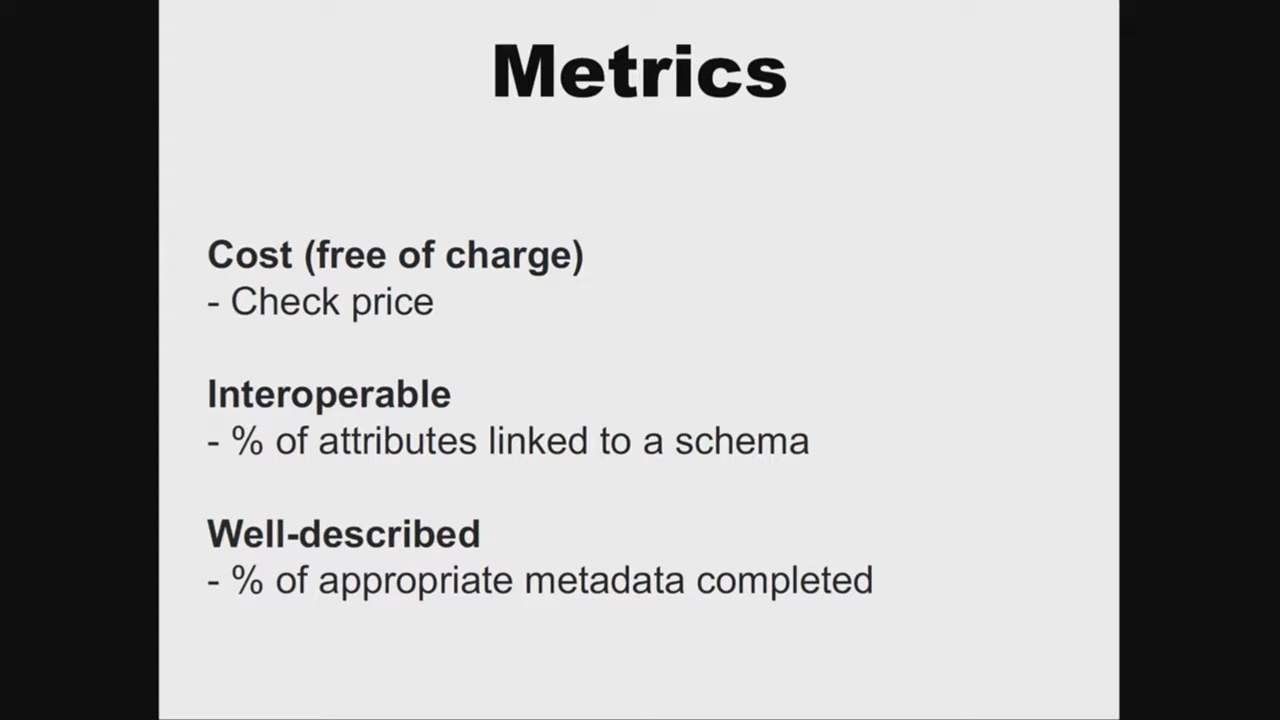 Metrics
Cost (free of charge)
- Check price
Interoperable
- % of attributes linked to a schema
Well-described
- % of appropriate metadata completed